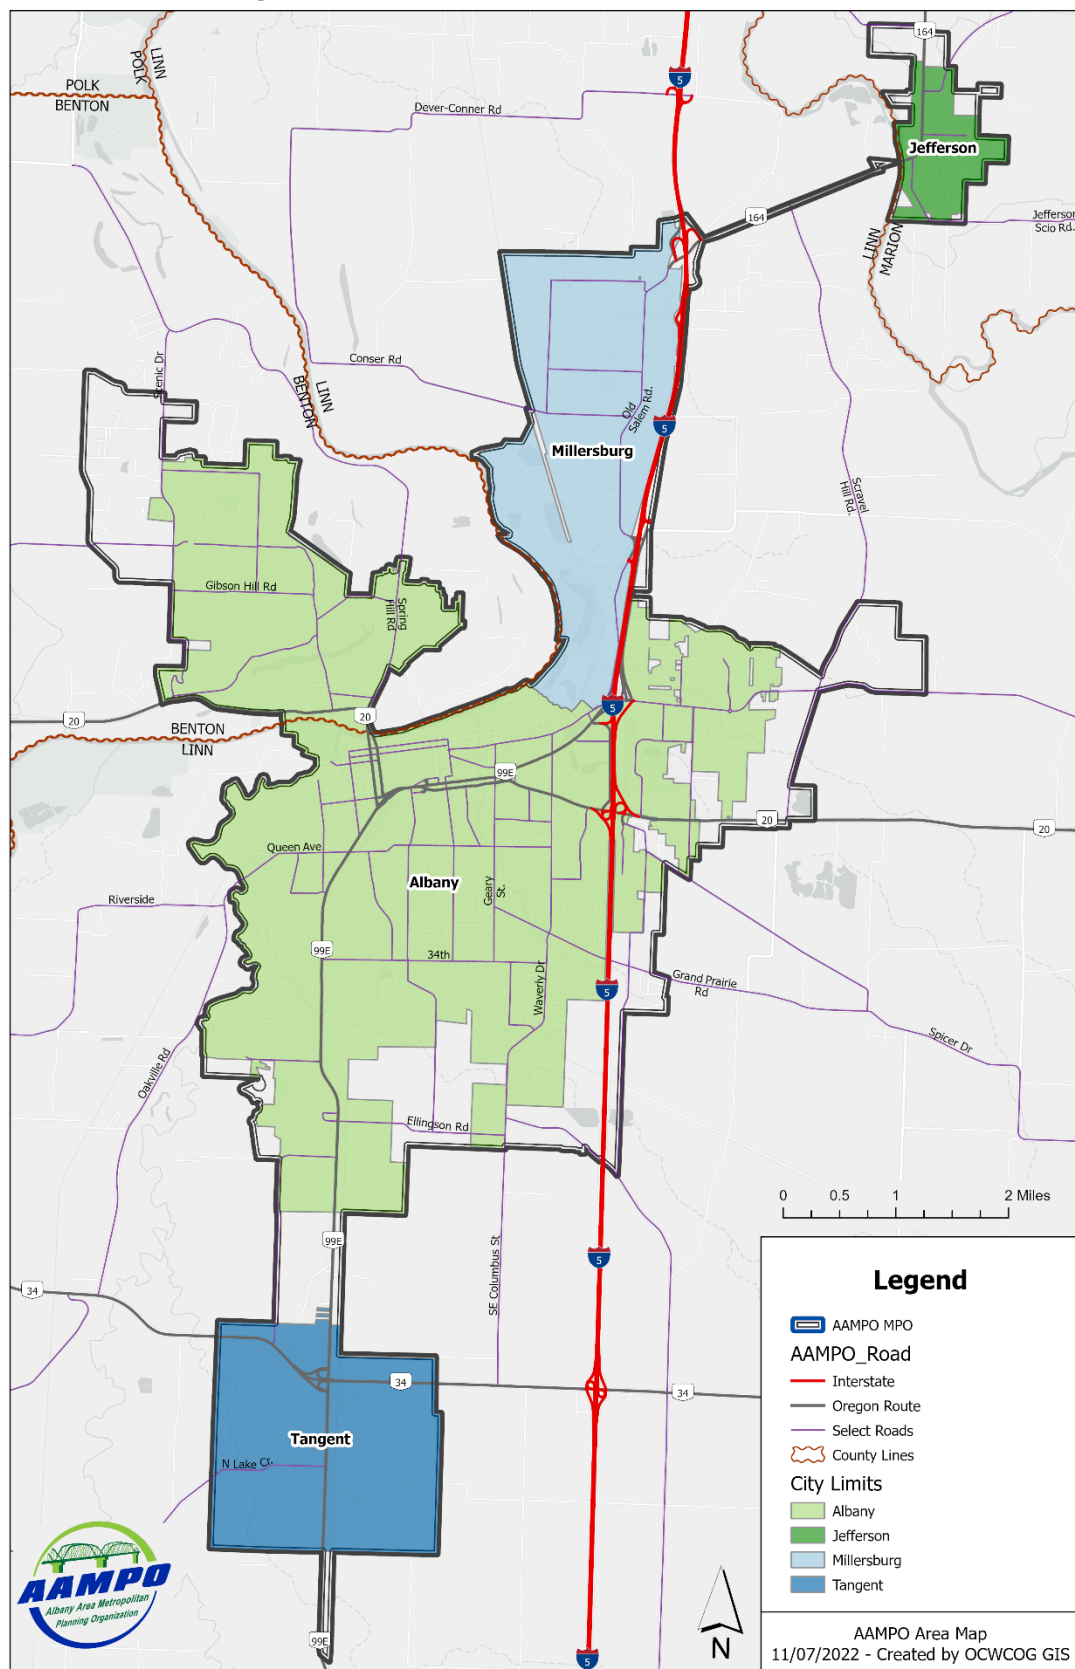 164
LINN
POLK
POLK
BENTON
5
Dever-Conner Rd
Jefferson
164
Jefferson
Scio Rd.
LINN
MARION
Conser Rd
Scenic Dr
LINN
BENTON
Old
Salem Rd.
5
Millersburg
Scravel
Hill Rd.
Gibson Hill Rd
Spring
Hill Rd
20
20
5
BENTON
LINN
99E
20
20
Queen Ave
Albany
Geary
St.
Riverside
99E
34th
Waverly Dr
Grand Prairie
Rd
5
Spicer Dr
Oakville Rd
Ellingson Rd
0 0.5 1 2 Miles
99E
SE Columbus St
5
34
34
34
Tangent
N Lake Cr.
99E
5
N
Legend
AAMPO MPO
AAMPO_Road
Interstate
Oregon Route
Select Roads
County Lines
City Limits
Albany
Jefferson
Millersburg
Tangent
AAMPO
Albany Area Metropolitan
Planning Organization
AAMPO Area Map
11/07/2022 - Created by OCWCOG GIS